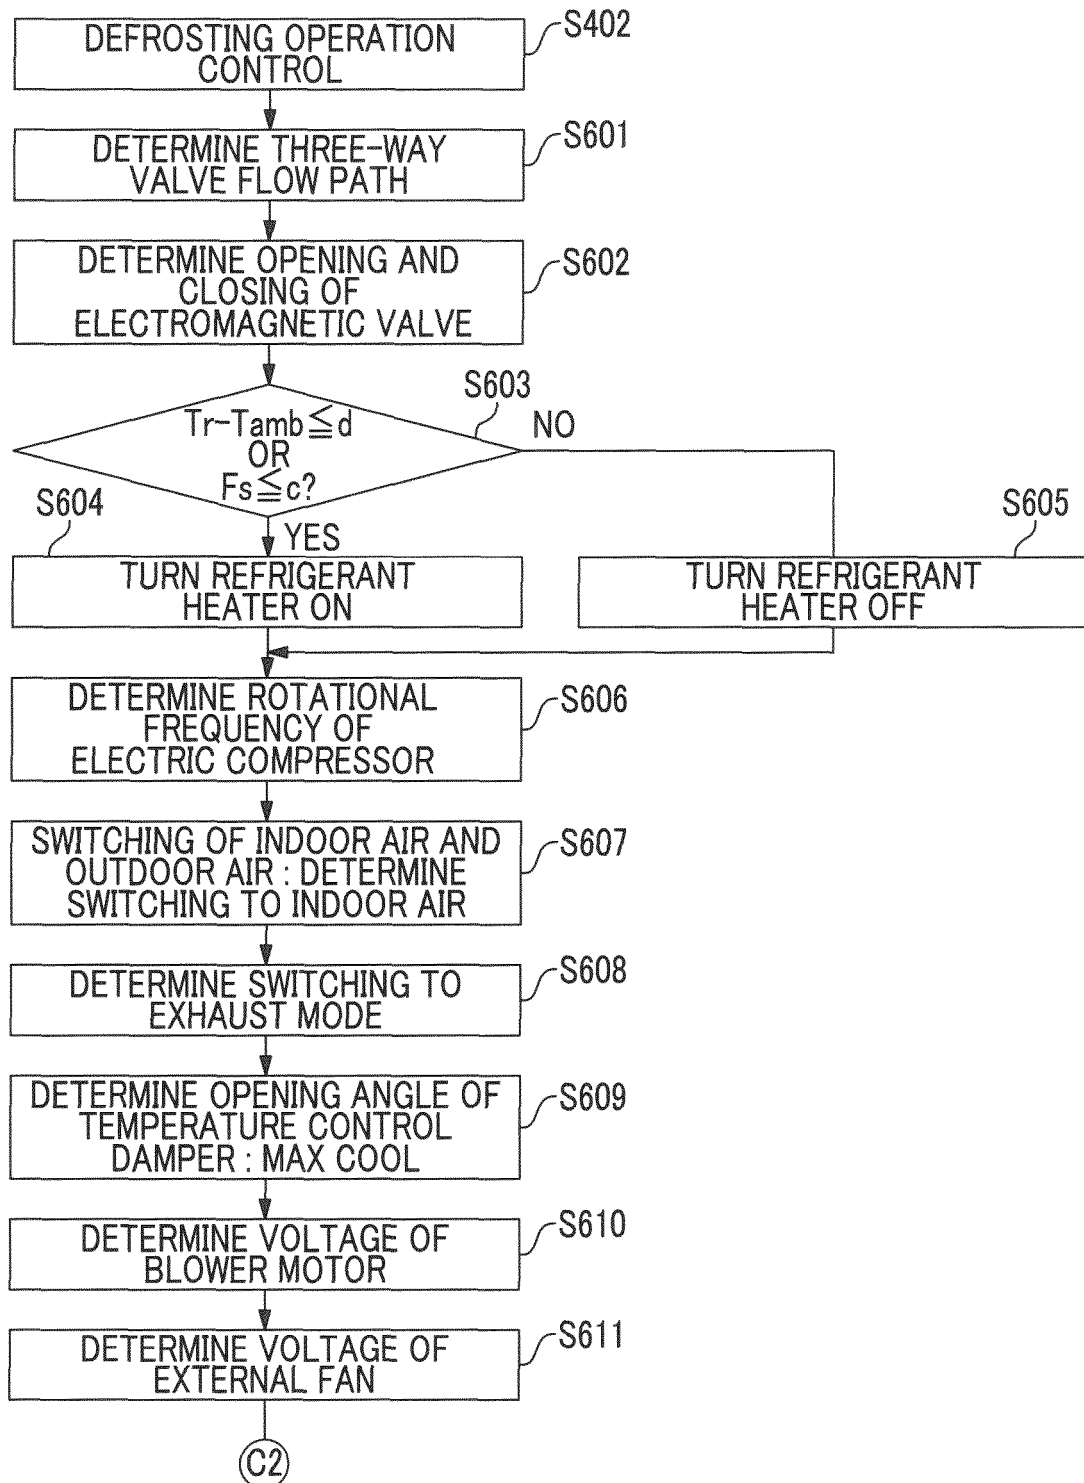 DEFROSTING OPERATION
CONTROL
S402
DETERMINE THREE-WAY
VALVE FLOW PATH
S601
DETERMINE OPENING AND
CLOSING OF
ELECTROMAGNETIC VALVE
S602
Tr-Tamb≦d
OR
Fs≦c?
S603
NO
YES
S604
TURN REFRIGERANT
HEATER ON
S605
TURN REFRIGERANT
HEATER OFF
DETERMINE ROTATIONAL
FREQUENCY OF
ELECTRIC COMPRESSOR
S606
SWITCHING OF INDOOR AIR AND
OUTDOOR AIR : DETERMINE
SWITCHING TO INDOOR AIR
S607
DETERMINE SWITCHING TO
EXHAUST MODE
S608
DETERMINE OPENING ANGLE OF
TEMPERATURE CONTROL
DAMPER : MAX COOL
S609
DETERMINE VOLTAGE OF
BLOWER MOTOR
S610
DETERMINE VOLTAGE OF
EXTERNAL FAN
S611
C2